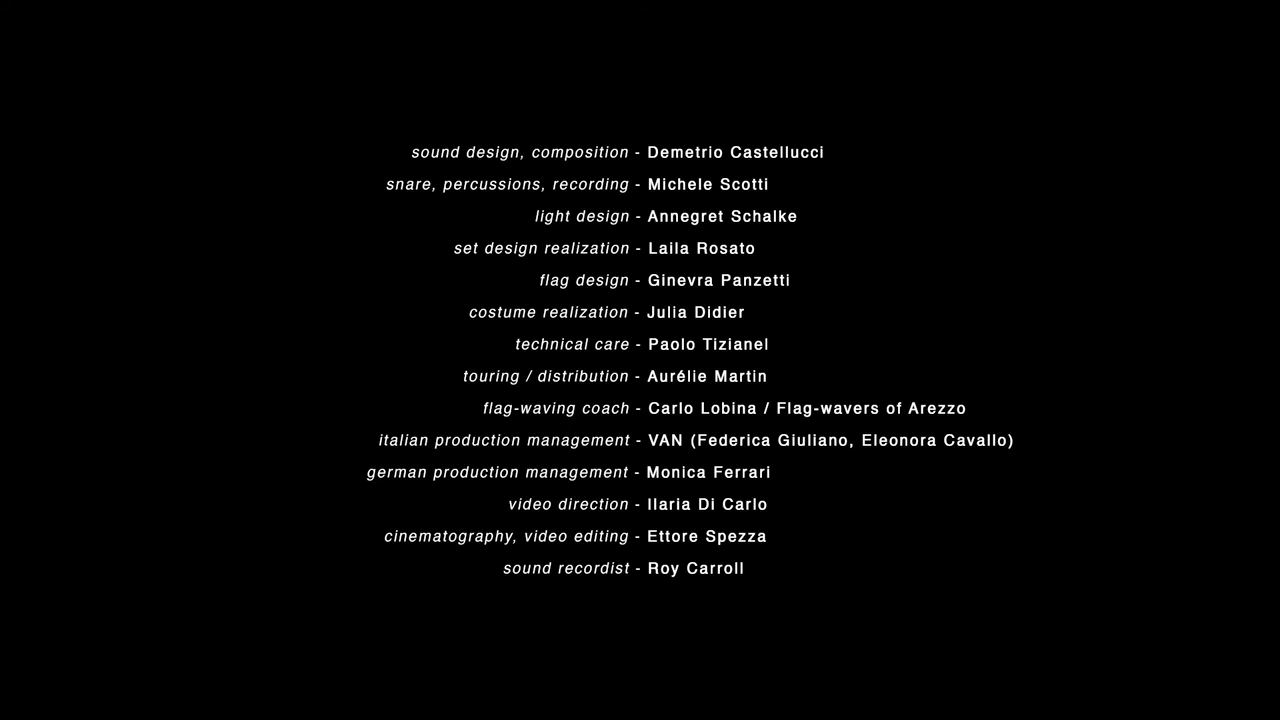 sound design, composition - Demetrio Castellucci
snare, percussions, recording - Michele Scotti
light design - Annegret Schalke
set design realization - Laila Rosato
flag design - Ginevra Panzetti
costume realization - Julia Didier
technical care - Paolo Tizianel
touring / distribution - Aurélie Martin
flag-waving coach - Carlo Lobina / Flag-wavers of Arezzo
italian production management - VAN (Federica Giuliano, Eleonora Cavallo)
german production management - Monica Ferrari
video direction - Ilaria Di Carlo
cinematography, video editing - Ettore Spezza
sound recordist - Roy Carroll